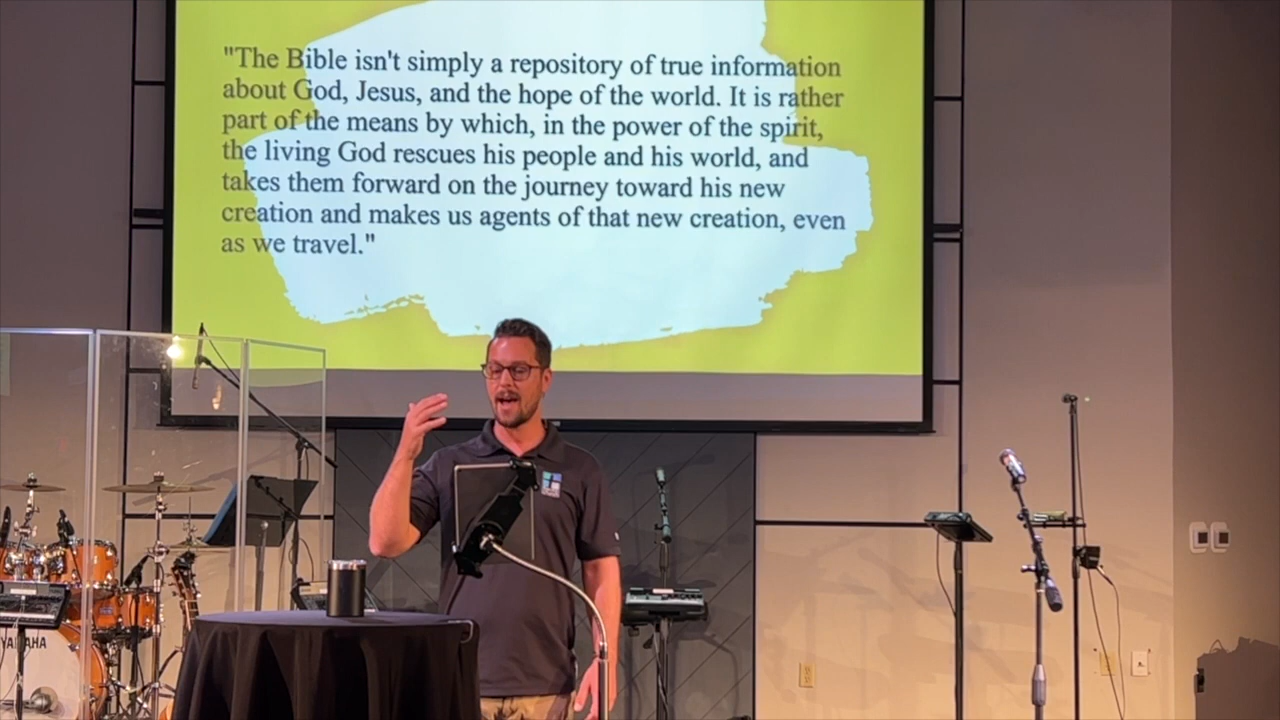 "The Bible isn't simply a repository of true information
about God, Jesus, and the hope of the world. It is rather
part of the means by which, in the power of the spirit,
the living God rescues his people and his world, and
takes them forward on the journey toward his new
creation and makes us agents of that new creation, even
as we travel."
YAMAHA